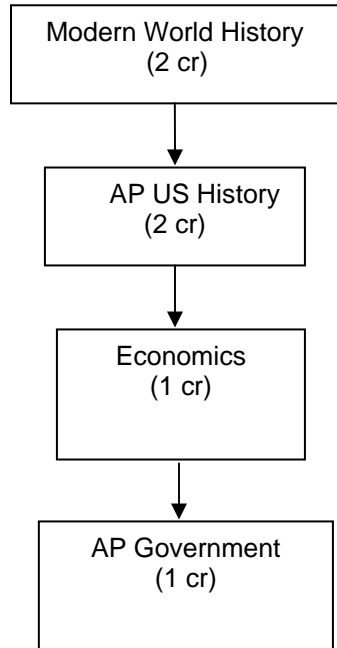 Modern World History
(2 cr)
AP US History
(2 cr)
Economics
(1 cr)
AP Government
(1 cr)